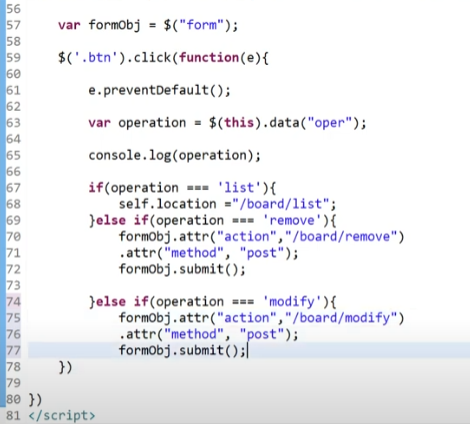 56
57 var formObj = $("form");
58
59 $('.btn').click(function(e){
60
61 e.preventDefault();
62
63 var operation = $(this).data("oper");
64
65 console.log(operation);
66
67 if(operation === 'list'){
68 self.location ="/board/list";
69 }else if(operation === 'remove'){
70 formObj.attr("action","/board/remove")
71 .attr("method", "post");
72 formObj.submit();
73
74 }else if(operation === 'modify'){
75 formObj.attr("action","/board/modify")
76 .attr("method", "post");
77 formObj.submit();
78 })
79
80 })
81 </script>